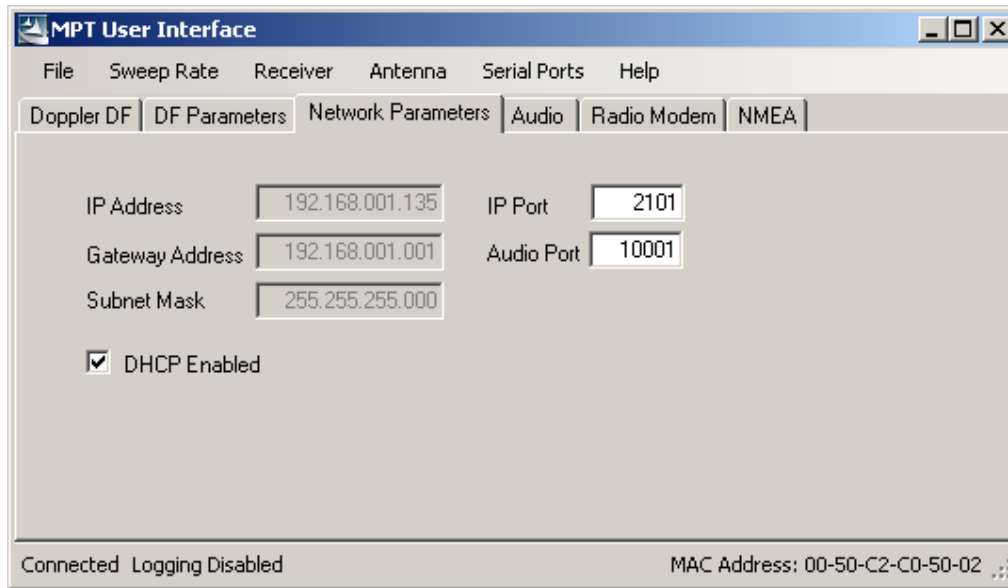 MPT User Interface
File Sweep Rate Receiver Antenna Serial Ports Help
Doppler DF DF Parameters Network Parameters Audio Radio Modem NMEA
IP Address 192.168.001.135 IP Port 2101
Gateway Address 192.168.001.001 Audio Port 10001
Subnet Mask 255.255.255.000
DHCP Enabled
Connected Logging Disabled MAC Address: 00-50-C2-C0-50-02